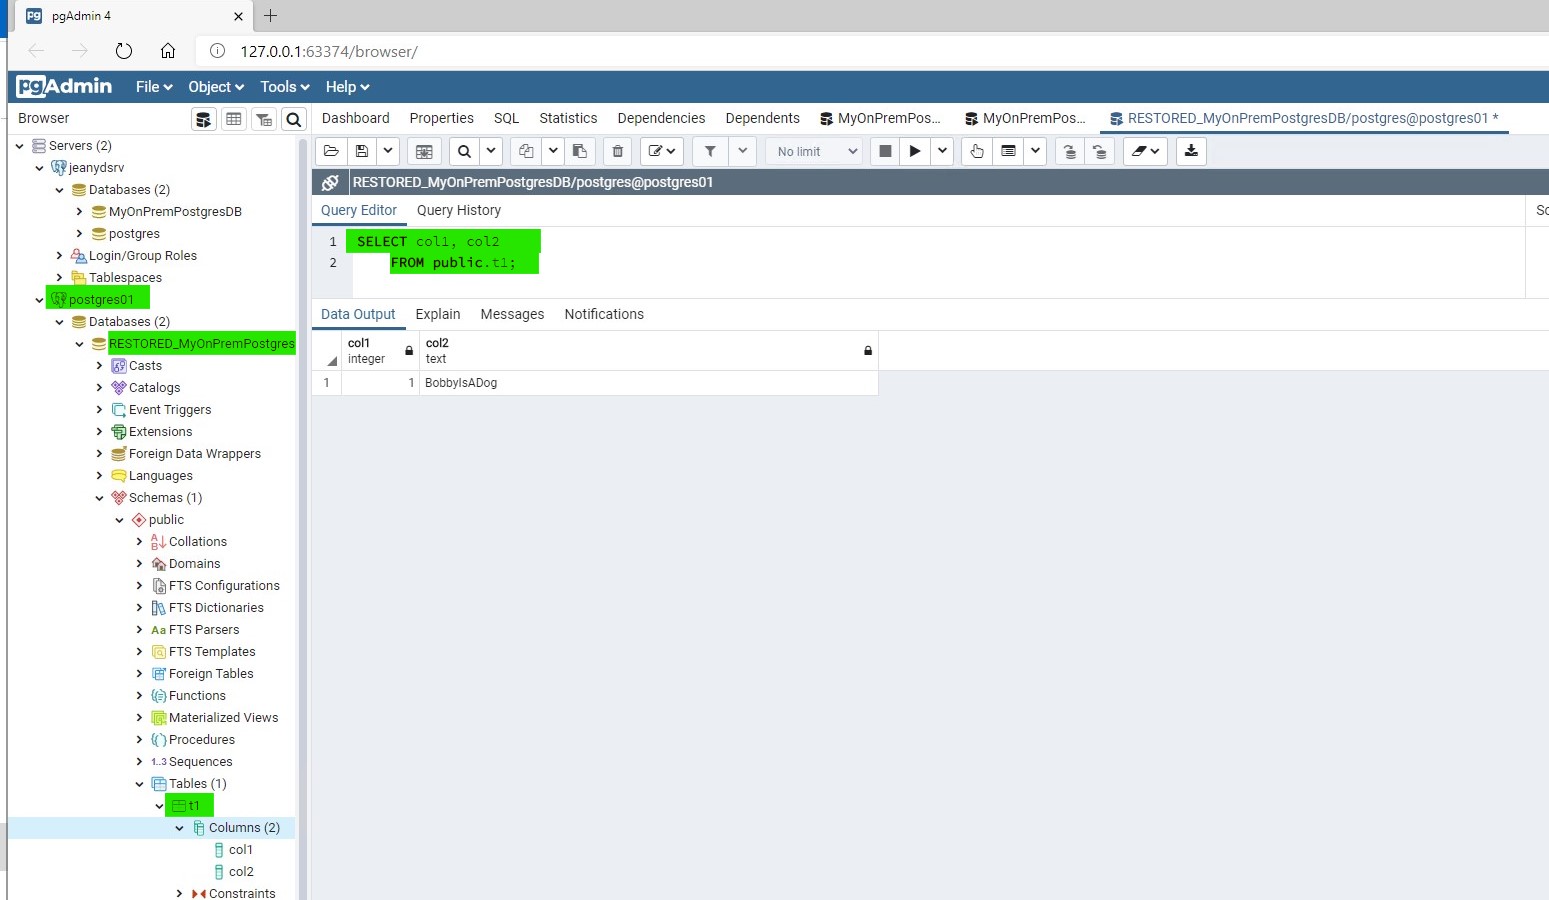 pgAdmin 4
127.0.0.1:63374/browser/
pgAdmin File Object Tools Help
Browser
Dashboard Properties SQL Statistics Dependencies Dependents MyOnPremPos... MyOnPremPos... RESTORED_MyOnPremPostgresDB/postgres@postgres01 *
No limit
RESTORED_MyOnPremPostgresDB/postgres@postgres01
Query Editor Query History
1 SELECT col1, col2
2 FROM public.t1;
Data Output Explain Messages Notifications
col1 col2
integer text
1 1 BobbyIsADog
Servers (2)
jeanydsrv
Databases (2)
MyOnPremPostgresDB
postgres
Login/Group Roles
Tablespaces
postgres01
Databases (2)
RESTORED_MyOnPremPostgres
Casts
Catalogs
Event Triggers
Extensions
Foreign Data Wrappers
Languages
Schemas (1)
public
Collations
Domains
FTS Configurations
FTS Dictionaries
Aa FTS Parsers
FTS Templates
Foreign Tables
Functions
Materialized Views
Procedures
1..3 Sequences
Tables (1)
t1
Columns (2)
col1
col2
Constraints